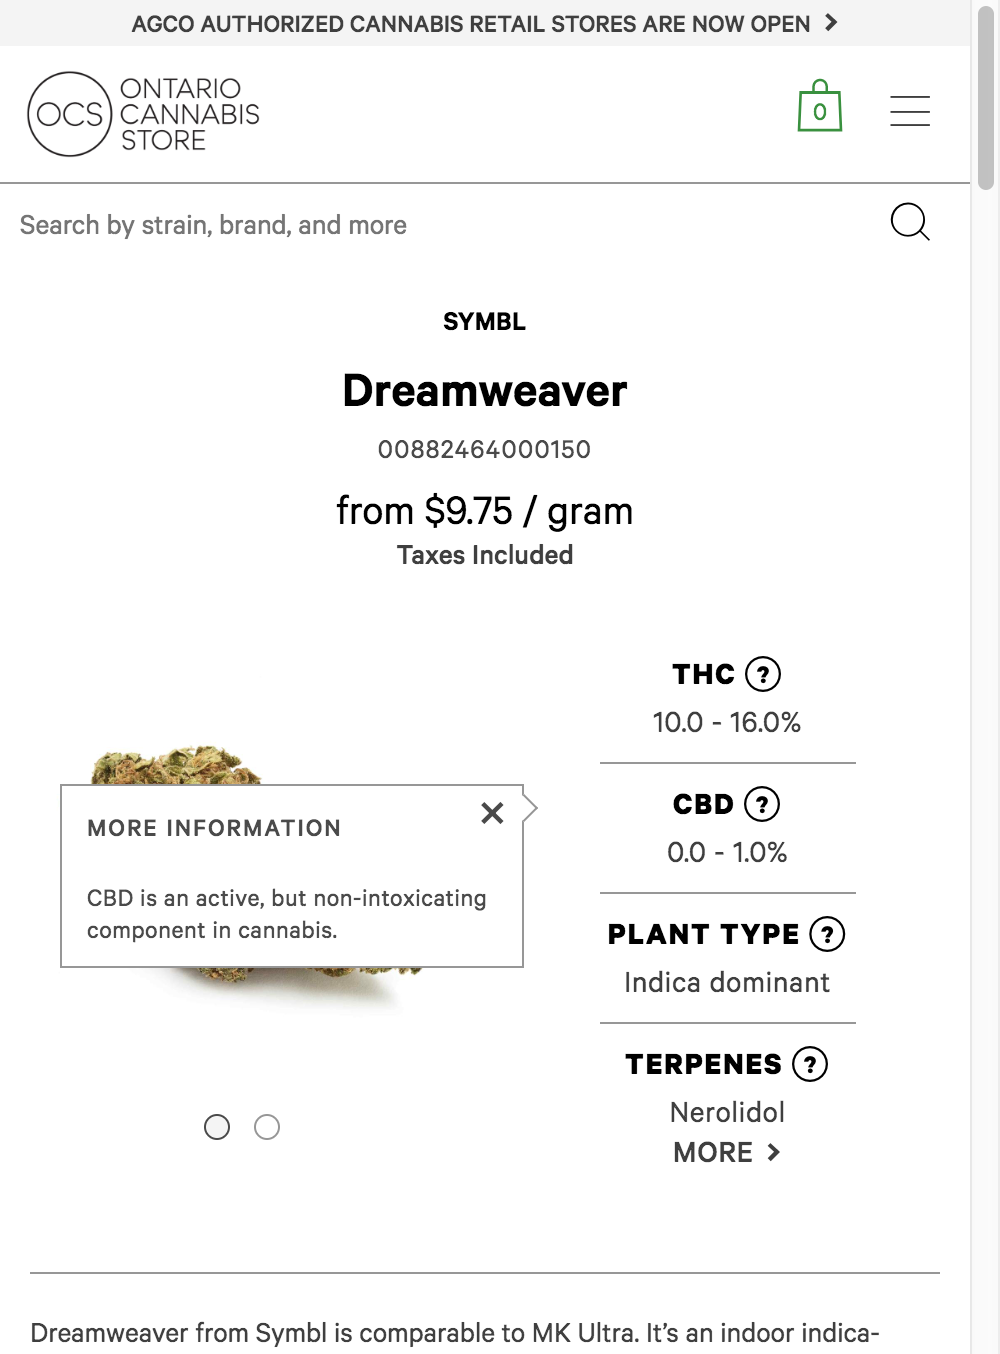 AGCO AUTHORIZED CANNABIS RETAIL STORES ARE NOW OPEN
OCS
ONTARIO
CANNABIS
STORE
0
Search by strain, brand, and more
SYMBL
Dreamweaver
00882464000150
from $9.75 / gram
Taxes Included
THC ?
10.0 - 16.0%
CBD ?
0.0 - 1.0%
MORE INFORMATION
CBD is an active, but non-intoxicating
component in cannabis.
PLANT TYPE ?
Indica dominant
TERPENES ?
Nerolidol
MORE
Dreamweaver from Symbl is comparable to MK Ultra. It’s an indoor indica-